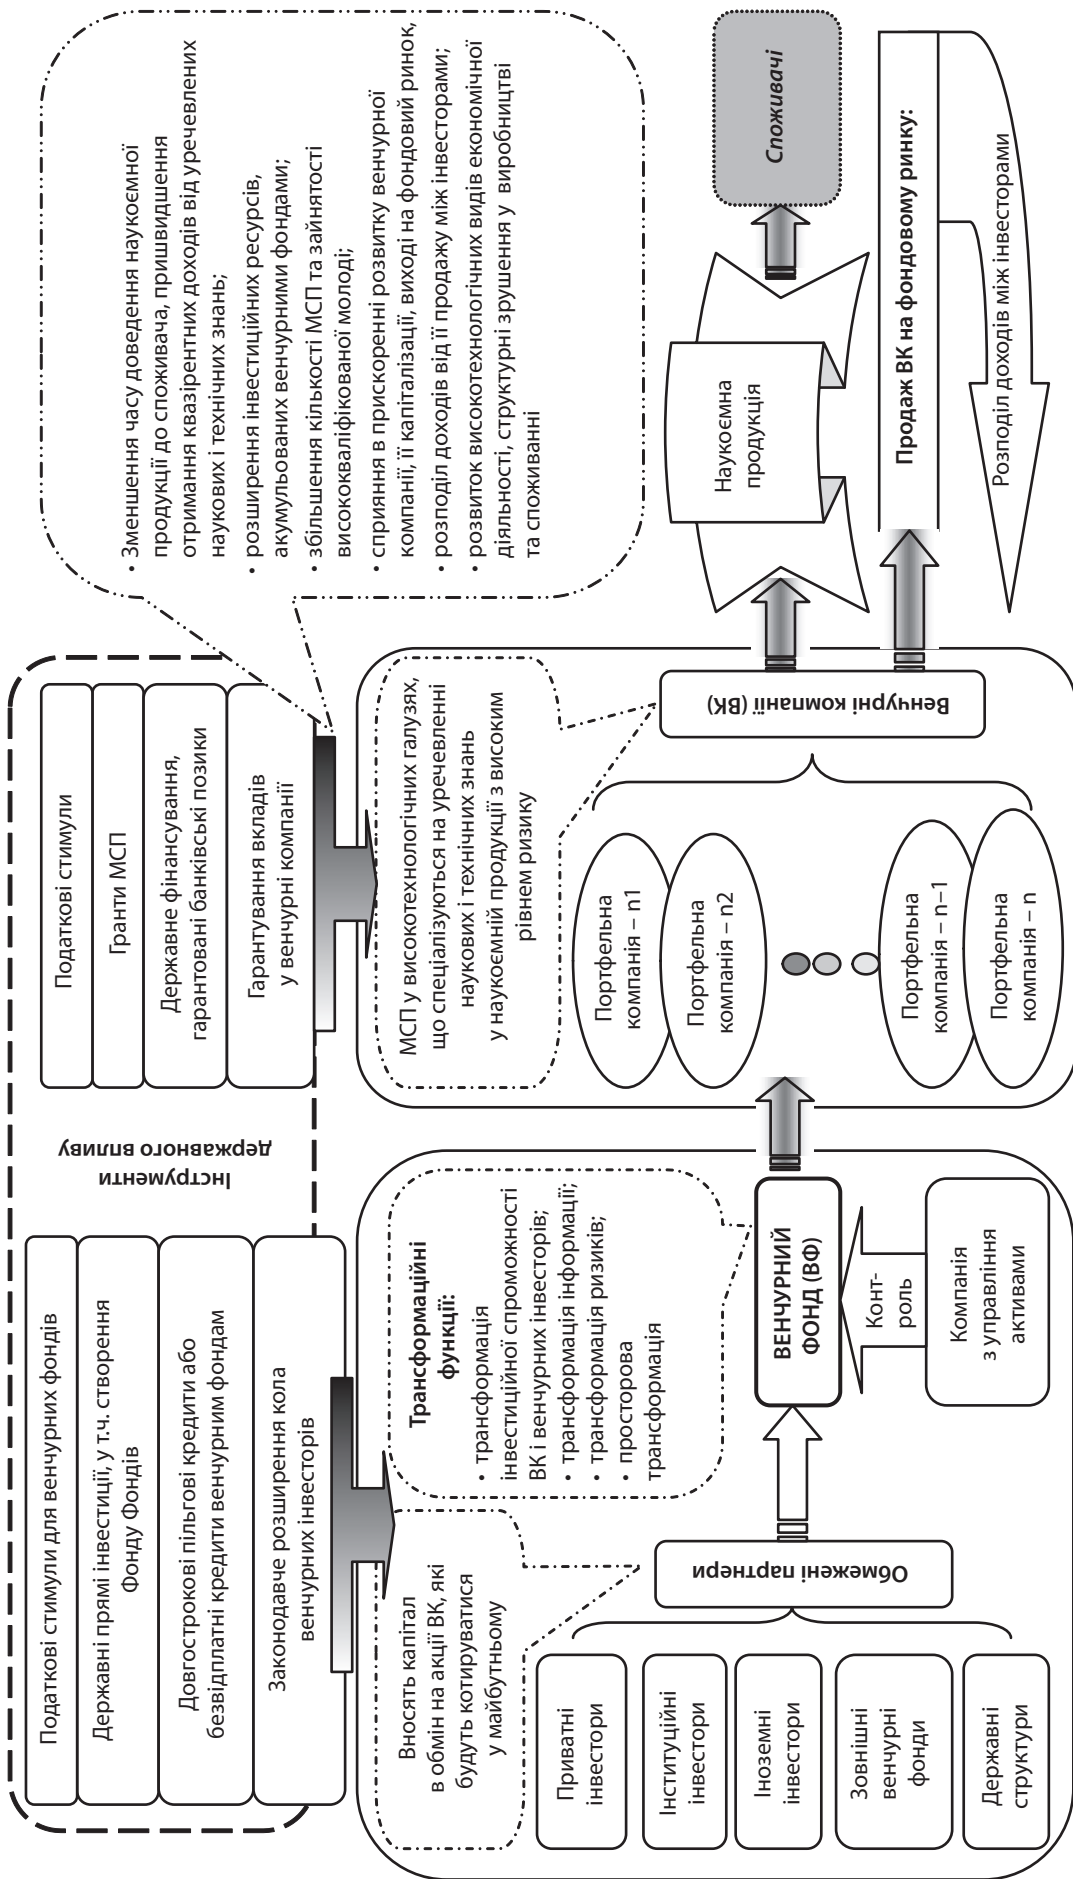 Податкові стимули для венчурних фондів
Державні прямі інвестиції, у т.ч. створення
Фонду Фондів
Довгострокові пільгові кредити або
безвідплатні кредити венчурним фондам
Законодавче розширення кола
венчурних інвесторів
Інструменти
державного впливу
Податкові стимули
Гранти МСП
Державне фінансування,
гарантовані банківські позики
Гарантування вкладів
у венчурні компанії
• Зменшення часу доведення наукоємної
продукції до споживача, пришвидшення
отримання квазірентних доходів від уречевлених
наукових і технічних знань;
• розширення інвестиційних ресурсів,
акумульованих венчурними фондами;
• збільшення кількості МСП та зайнятості
висококваліфікованої молоді;
• сприяння в прискоренні розвитку венчурної
компанії, її капіталізації, виході на фондовий ринок,
• розподіл доходів від її продажу між інвесторами;
• розвиток високотехнологічних видів економічної
діяльності, структурні зрушення у виробництві
та споживанні
Вносять капітал
в обмін на акції ВК, які
будуть котируватися
у майбутньому
Трансформаційні
функції:
• трансформація
інвестиційної спроможності
ВК і венчурних інвесторів;
• трансформація інформації;
• трансформація ризиків;
• просторова
трансформація
МСП у високотехнологічних галузях,
що спеціалізуються на уречевленні
наукових і технічних знань
у наукоємній продукції з високим
рівнем ризику
Приватні
інвестори
Інституційні
інвестори
Іноземні
інвестори
Зовнішні
венчурні
фонди
Державні
структури
Обмежені партнери
ВЕНЧУРНИЙ
ФОНД (ВФ)
Конт-
роль
Компанія
з управління
активами
Портфельна
компанія – n1
Портфельна
компанія – n2
Портфельна
компанія – n–1
Портфельна
компанія – n
Венчурні компанії (ВК)
Наукоємна
продукція
Споживачі
Продаж ВК на фондовому ринку:
Розподіл доходів між інвесторами